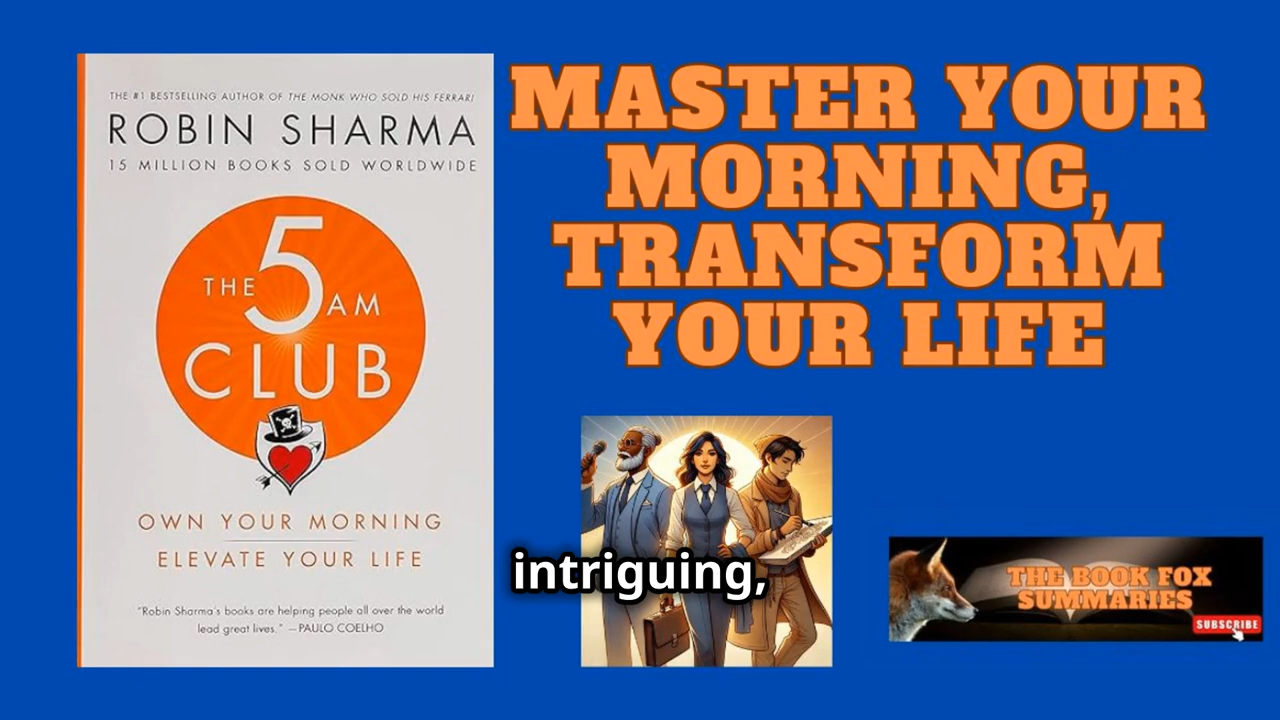 THE #1 BESTSELLING AUTHOR OF THE MONK WHO SOLD HIS FERRARI
ROBIN SHARMA
15 MILLION BOOKS SOLD WORLDWIDE
THE 5 AM
CLUB
OWN YOUR MORNING
ELEVATE YOUR LIFE
"Robin Sharma's books are helping people all over the world
lead great lives." —PAULO COELHO
MASTER YOUR
MORNING,
TRANSFORM
YOUR LIFE
intriguing,
THE BOOK FOX
SUMMARIES
SUBSCRIBE